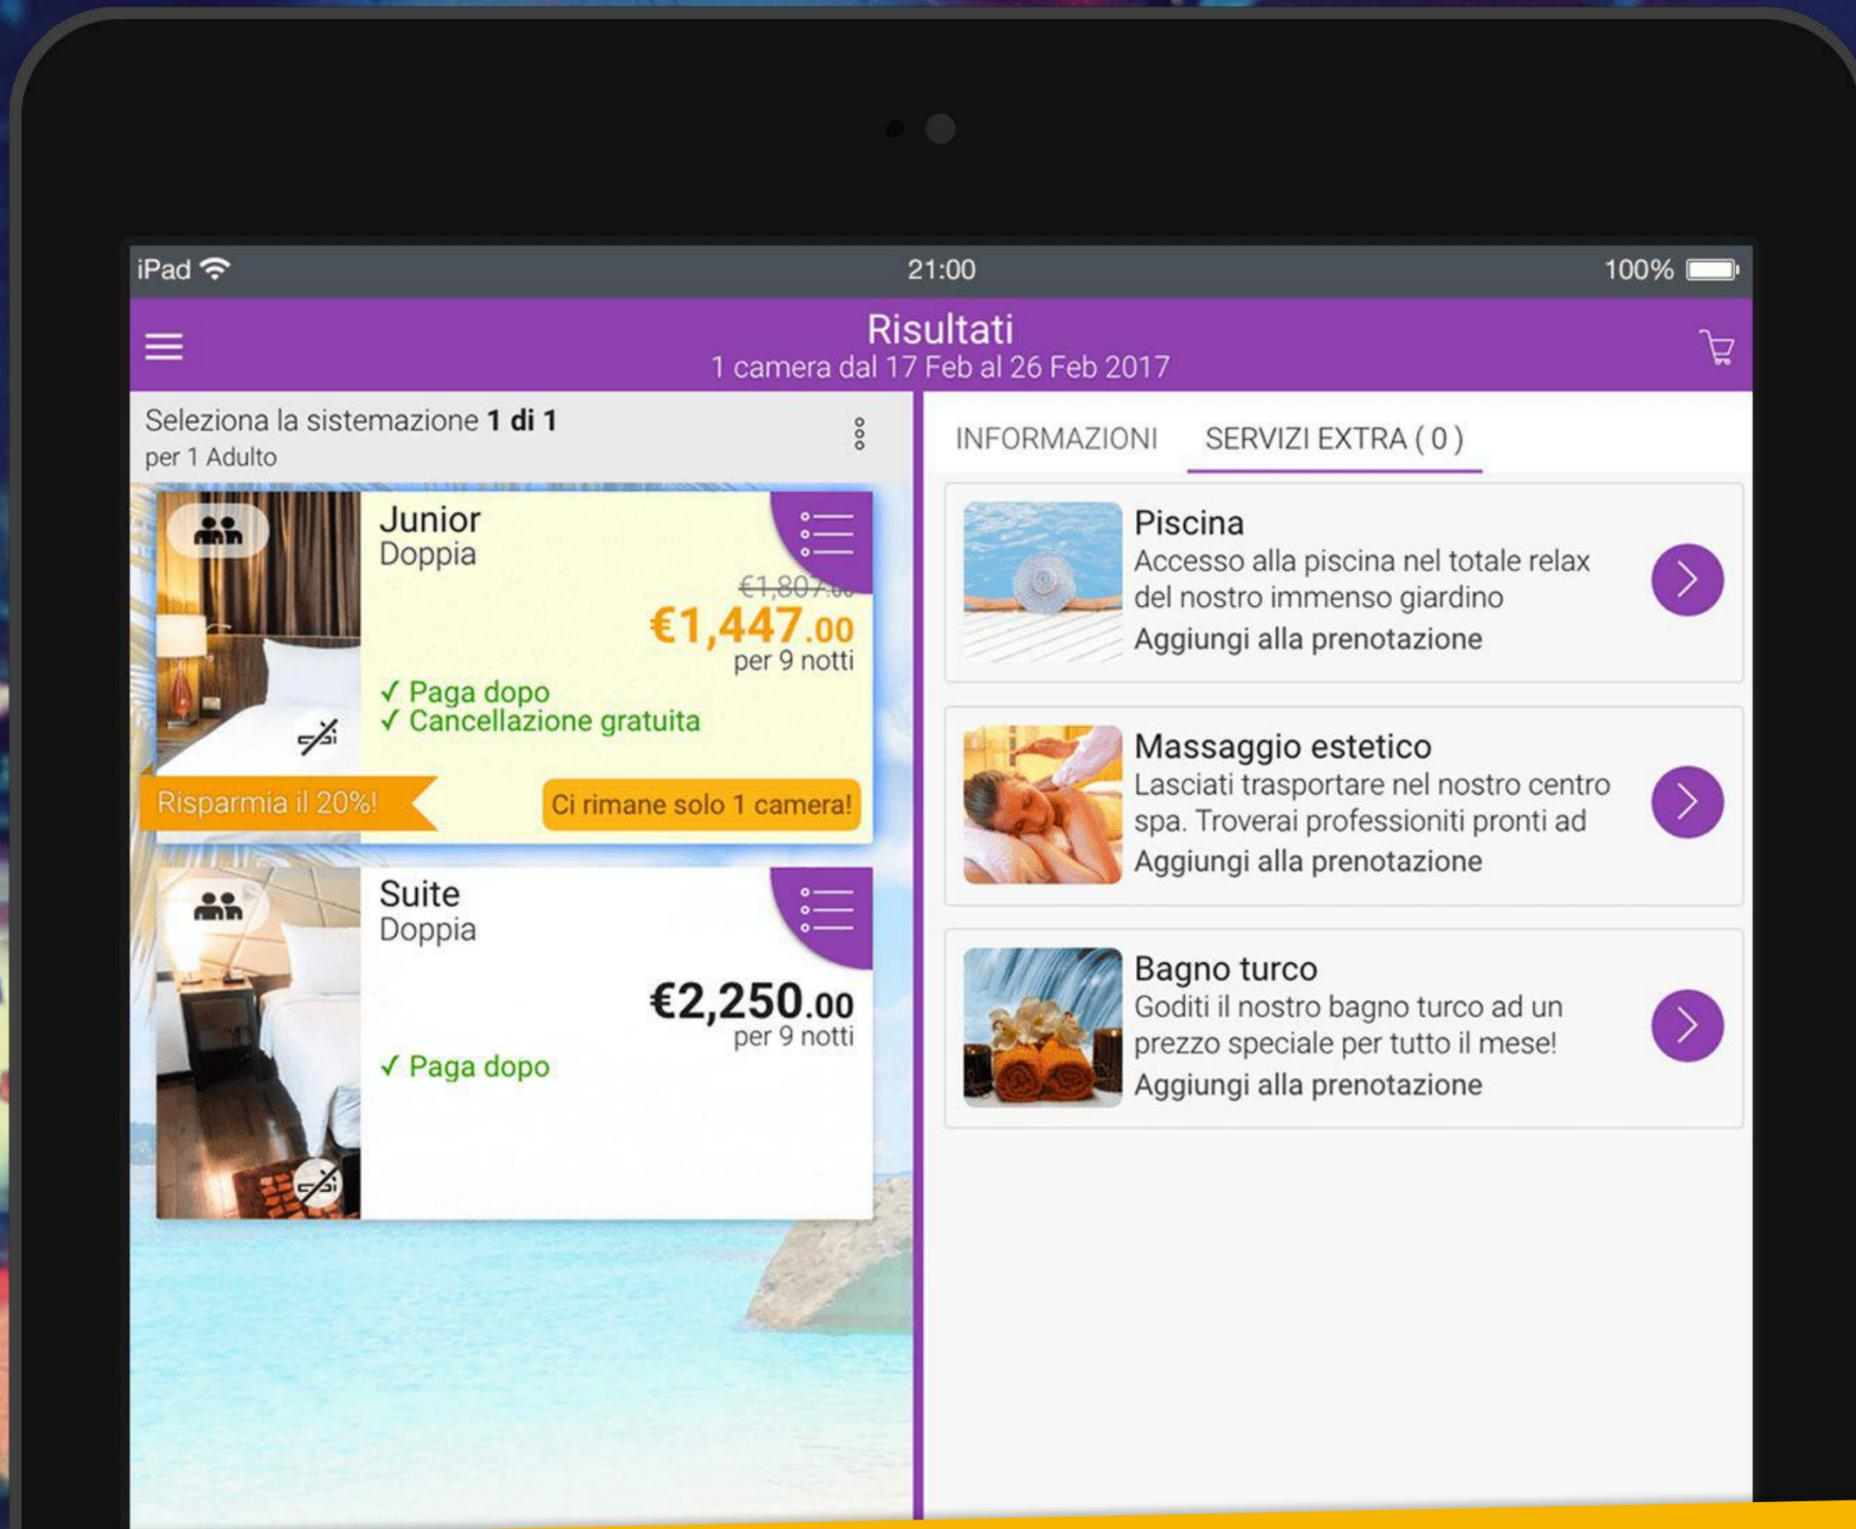 iPad
21:00
100%
Risultati
1 camera dal 17 Feb al 26 Feb 2017
Seleziona la sistemazione 1 di 1
per 1 Adulto
Junior
Doppia
€1,807.00
€1,447.00
per 9 notti
✓ Paga dopo
✓ Cancellazione gratuita
Risparmia il 20%!
Ci rimane solo 1 camera!
Suite
Doppia
€2,250.00
per 9 notti
✓ Paga dopo
INFORMAZIONI
SERVIZI EXTRA ( 0 )
Piscina
Accesso alla piscina nel totale relax
del nostro immenso giardino
Aggiungi alla prenotazione
Massaggio estetico
Lasciati trasportare nel nostro centro
spa. Troverai professioniti pronti ad
Aggiungi alla prenotazione
Bagno turco
Goditi il nostro bagno turco ad un
prezzo speciale per tutto il mese!
Aggiungi alla prenotazione